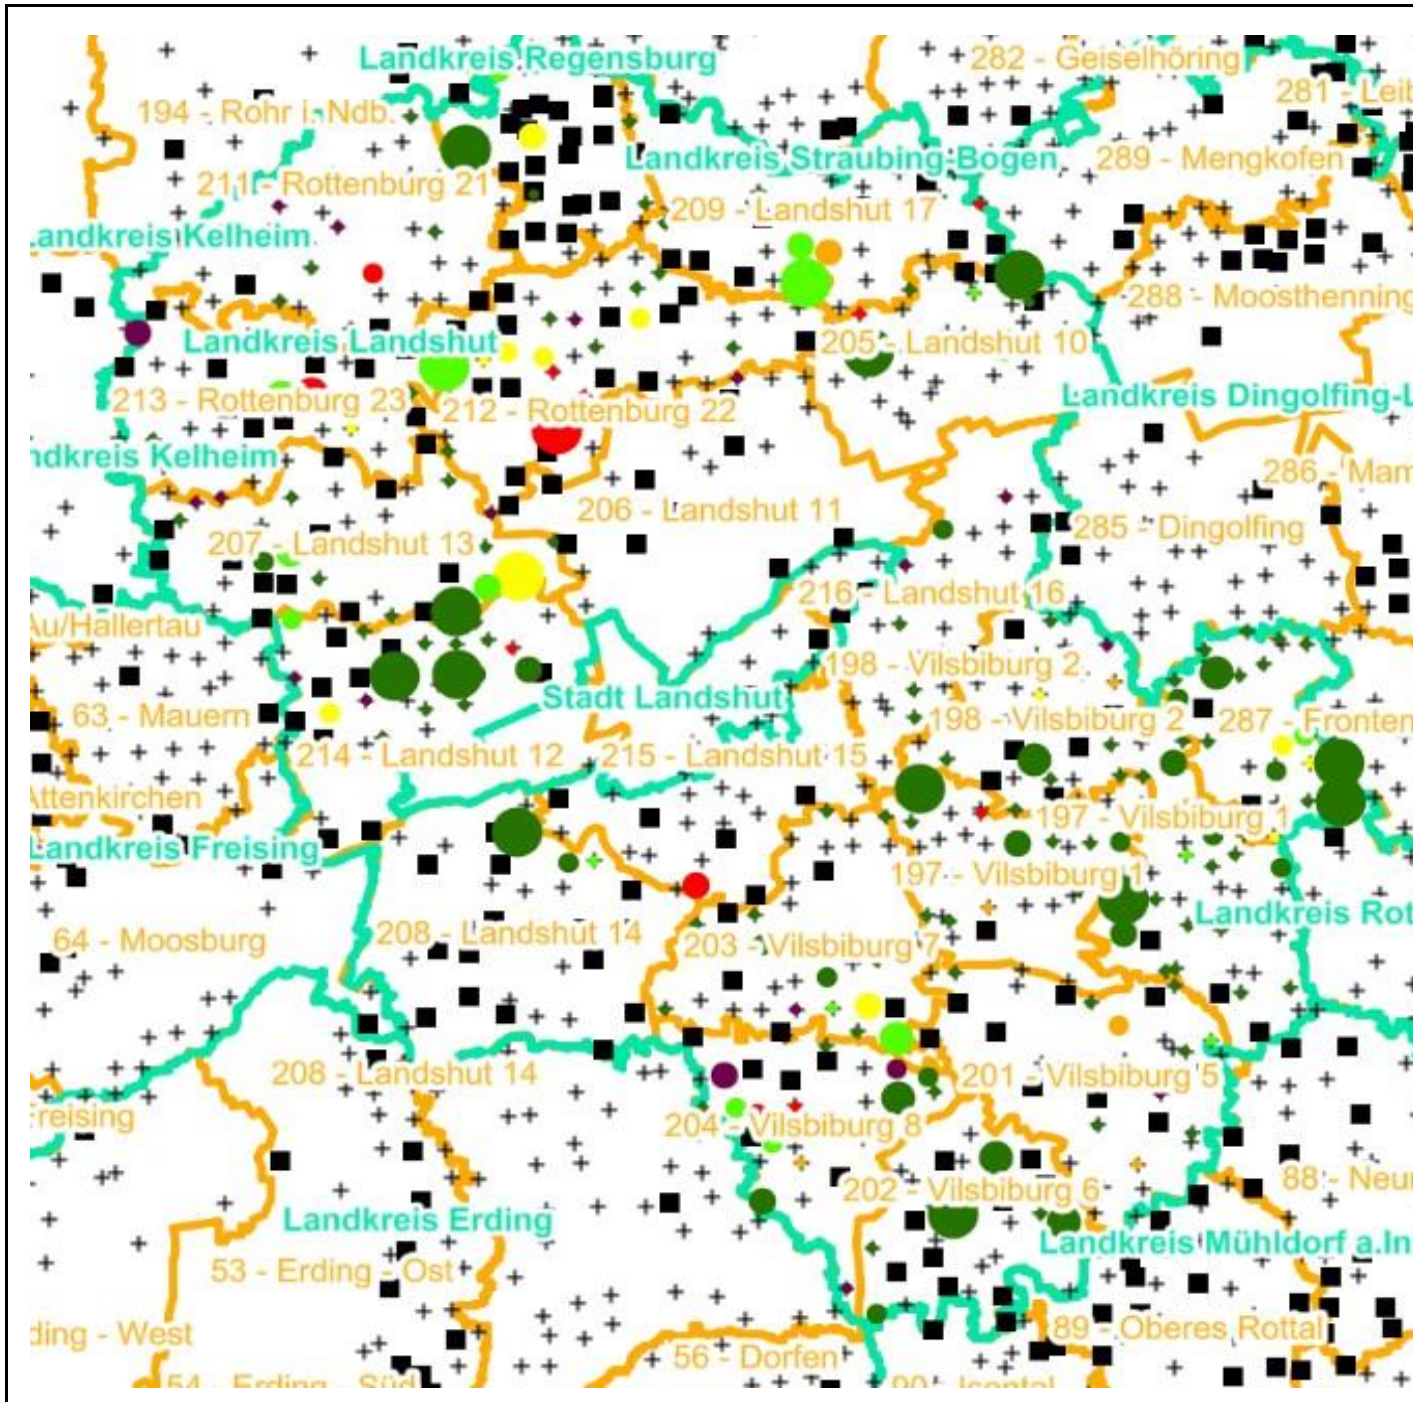 Landkreis Regensburg
282 - Geiselhöring
281 - Leib
194 - Rohr i. Ndb.
Landkreis Straubing-Bogen
289 - Mengkofen
211 - Rottenburg 21
209 - Landshut 17
Landkreis Kelheim
288 - Moosthenning
Landkreis Landshut
205 - Landshut 10
Landkreis Dingolfing-L
213 - Rottenburg 23
212 - Rottenburg 22
ndkreis Kelheim
286 - Mam
206 - Landshut 11
285 - Dingolfing
207 - Landshut 13
216 - Landshut 16
Au/Hallertau
198 - Vilsbiburg 2
Stadt Landshut
63 - Mauern
198 - Vilsbiburg 2
287 - Fronten
214 - Landshut 12
215 - Landshut 15
Attenkirchen
197 - Vilsbiburg 1
Landkreis Freising
197 - Vilsbiburg 1
Landkreis Rot
64 - Moosburg
208 - Landshut 14
203 - Vilsbiburg 7
208 - Landshut 14
201 - Vilsbiburg 5
Freising
204 - Vilsbiburg 8
88 - Neu
202 - Vilsbiburg 6
Landkreis Erding
Landkreis Mühldorf a.In
53 - Erding - Ost
ding - West
89 - Oberes Rottal
56 - Dorfen
54 - Erding - Süd
90 - Isental